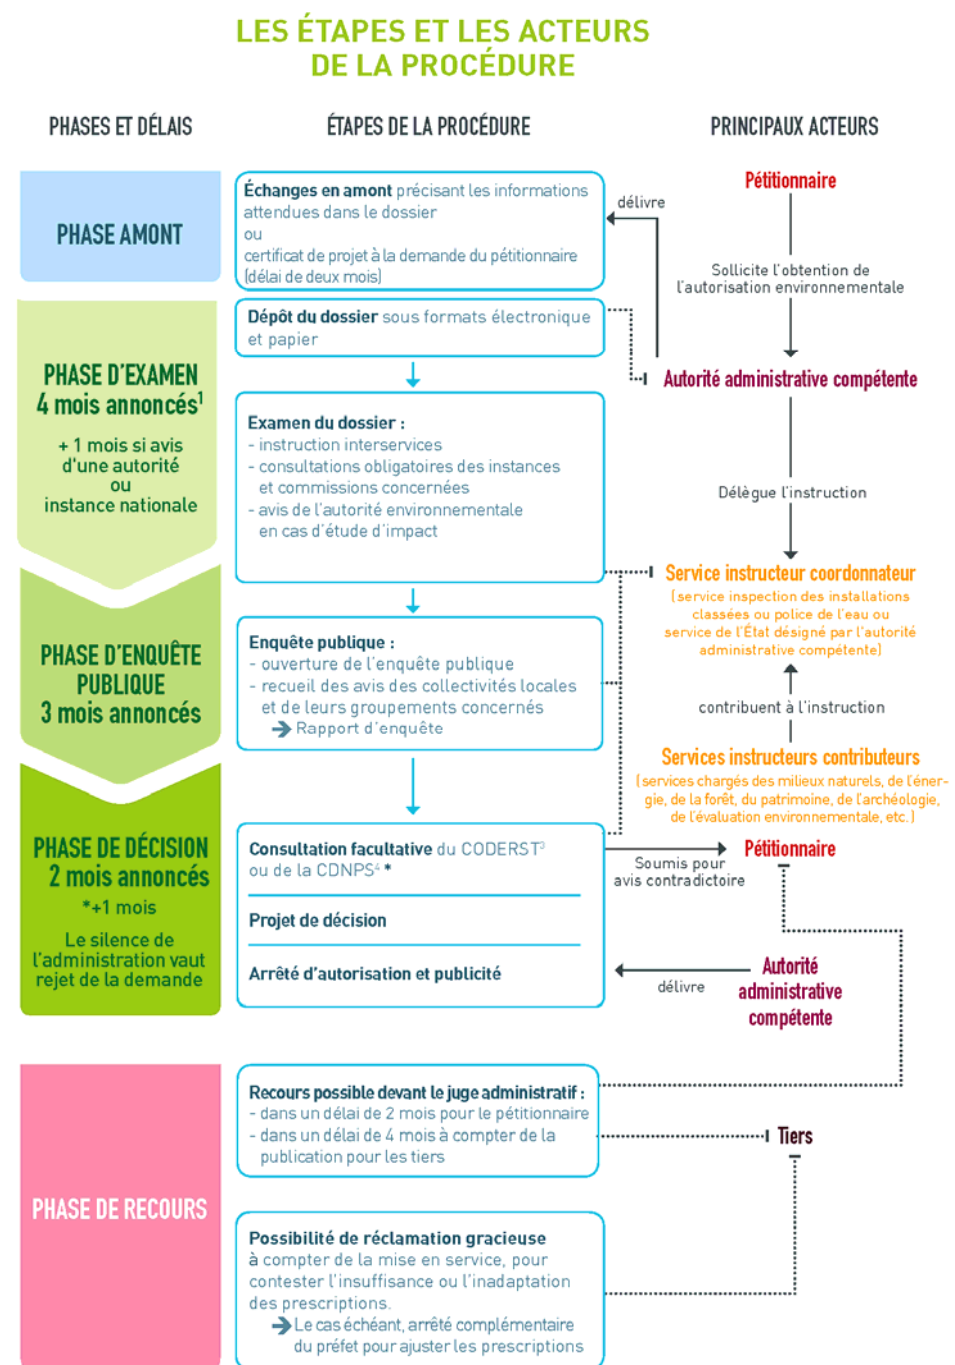 LES ÉTAPES ET LES ACTEURS
DE LA PROCÉDURE
PHASES ET DÉLAIS
ÉTAPES DE LA PROCÉDURE
PRINCIPAUX ACTEURS
PHASE AMONT
Échanges en amont précisant les informations
attendues dans le dossier
ou
certificat de projet à la demande du pétitionnaire
(délai de deux mois)
délivre
Pétitionnaire
Sollicite l'obtention de
l'autorisation environnementale
Dépôt du dossier sous formats électronique
et papier
Autorité administrative compétente
PHASE D'EXAMEN
4 mois annoncés¹
+ 1 mois si avis
d'une autorité
ou
instance nationale
Examen du dossier :
- instruction interservices
- consultations obligatoires des instances
et commissions concernées
- avis de l'autorité environnementale
en cas d'étude d'impact
Délègue l'instruction
Service instructeur coordonnateur
(service inspection des installations
classées ou police de l'eau ou
service de l'État désigné par l'autorité
administrative compétente)
PHASE D'ENQUÊTE
PUBLIQUE
3 mois annoncés
Enquête publique :
- ouverture de l'enquête publique
- recueil des avis des collectivités locales
et de leurs groupements concernés
➔ Rapport d'enquête
contribuent à l'instruction
Services instructeurs contributeurs
(services chargés des milieux naturels, de l'éner-
gie, de la forêt, du patrimoine, de l'archéologie,
de l'évaluation environnementale, etc.)
PHASE DE DÉCISION
2 mois annoncés
*+1 mois
Le silence de
l'administration vaut
rejet de la demande
Consultation facultative du CODERST³
ou de la CDNPS⁴ *
Projet de décision
Arrêté d'autorisation et publicité
Soumis pour
avis contradictoire
Pétitionnaire
délivre
Autorité
administrative
compétente
PHASE DE RECOURS
Recours possible devant le juge administratif :
- dans un délai de 2 mois pour le pétitionnaire
- dans un délai de 4 mois à compter de la
publication pour les tiers
Tiers
Possibilité de réclamation gracieuse
à compter de la mise en service, pour
contester l'insuffisance ou l'inadaptation
des prescriptions.
➔ Le cas échéant, arrêté complémentaire
du préfet pour ajuster les prescriptions